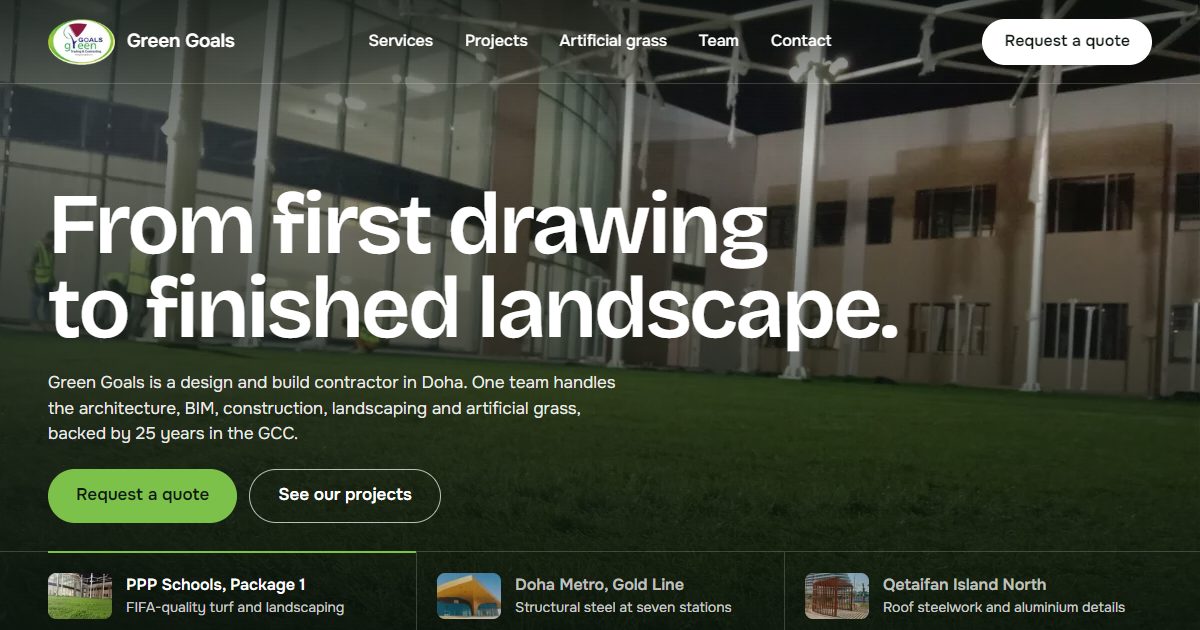 GOALS
green
Green Goals
Services
Projects
Artificial grass
Team
Contact
Request a quote
From first drawing
to finished landscape.
Green Goals is a design and build contractor in Doha. One team handles
the architecture, BIM, construction, landscaping and artificial grass,
backed by 25 years in the GCC.
Request a quote
See our projects
PPP Schools, Package 1
FIFA-quality turf and landscaping
Doha Metro, Gold Line
Structural steel at seven stations
Qetaifan Island North
Roof steelwork and aluminium details